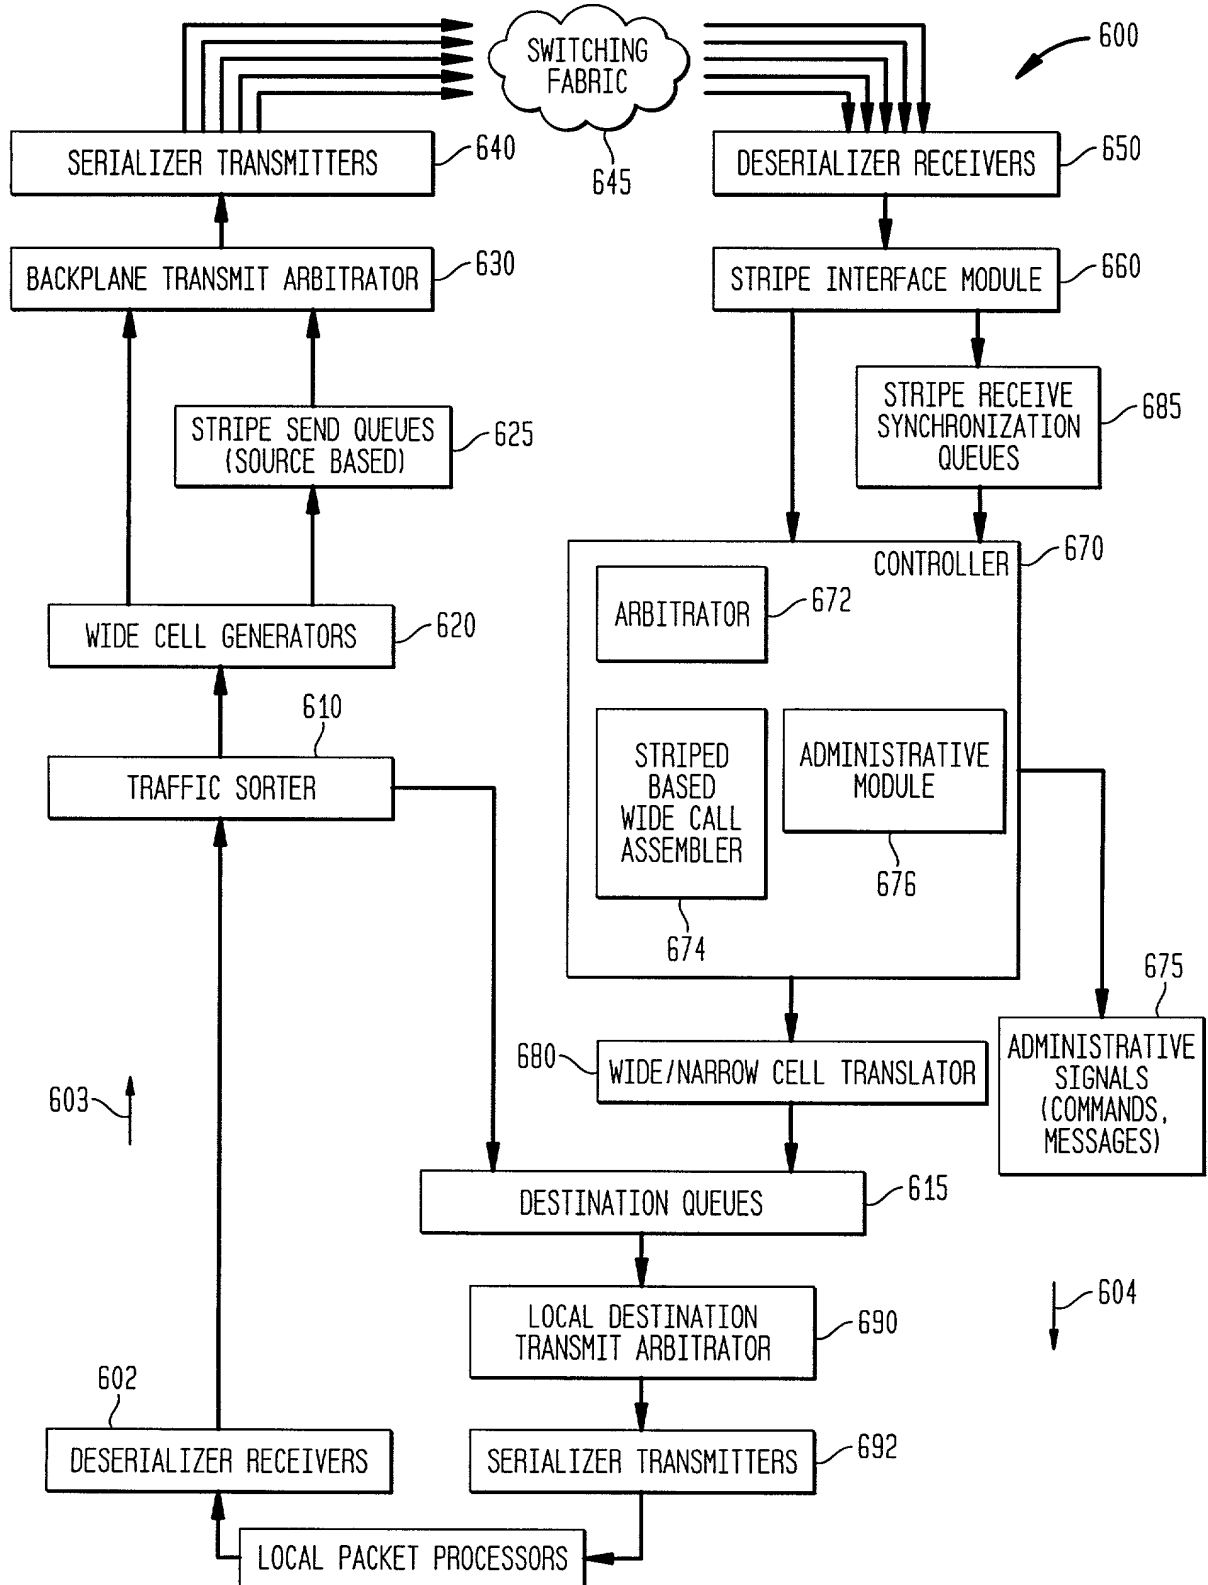 SWITCHING
FABRIC
645
600
SERIALIZER TRANSMITTERS
640
DESERIALIZER RECEIVERS
650
BACKPLANE TRANSMIT ARBITRATOR
630
STRIPE INTERFACE MODULE
660
STRIPE SEND QUEUES
(SOURCE BASED)
625
STRIPE RECEIVE
SYNCHRONIZATION
QUEUES
685
CONTROLLER
670
ARBITRATOR
672
WIDE CELL GENERATORS
620
610
TRAFFIC SORTER
STRIPED
BASED
WIDE CALL
ASSEMBLER
674
ADMINISTRATIVE
MODULE
676
675
ADMINISTRATIVE
SIGNALS
(COMMANDS,
MESSAGES)
680
WIDE/NARROW CELL TRANSLATOR
603
DESTINATION QUEUES
615
LOCAL DESTINATION
TRANSMIT ARBITRATOR
690
604
602
DESERIALIZER RECEIVERS
SERIALIZER TRANSMITTERS
692
LOCAL PACKET PROCESSORS